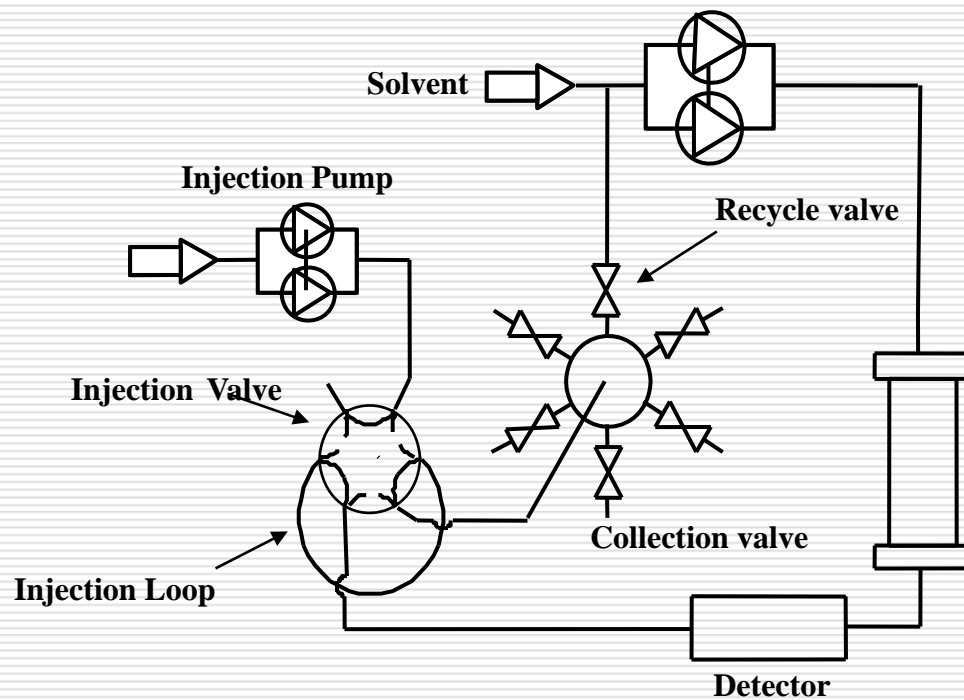 Solvent
Injection Pump
Recycle valve
Injection Valve
Collection valve
Injection Loop
Detector